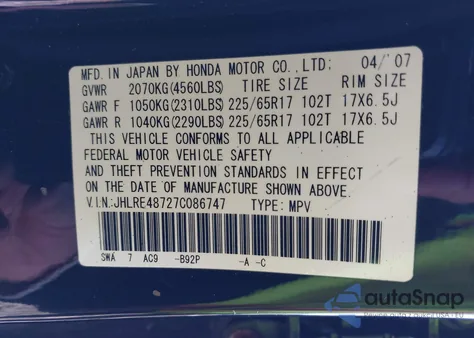 MFD. IN JAPAN BY HONDA MOTOR CO., LTD: 04/'07
GVWR 2070KG(4560LBS) TIRE SIZE RIM SIZE
GAWR F 1050KG(2310LBS) 225/65R17 102T 17X6.5J
GAWR R 1040KG(2290LBS) 225/65R17 102T 17X6.5J
THIS VEHICLE CONFORMS TO ALL APPLICABLE
FEDERAL MOTOR VEHICLE SAFETY
AND THEFT PREVENTION STANDARDS IN EFFECT
ON THE DATE OF MANUFACTURE SHOWN ABOVE.
V.I.N:JHLRE48727C086747 TYPE: MPV
SWA 7 AC9 -B92P -A -C
autoSnap